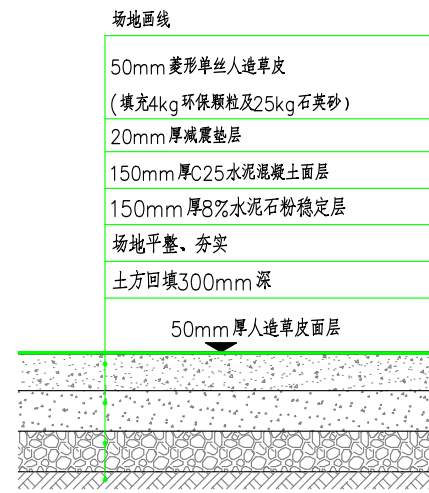 场地画线
50mm菱形单丝人造草皮
(填充4kg环保颗粒及25kg石英砂)
20mm厚减震垫层
150mm厚C25水泥混凝土面层
150mm厚8%水泥石粉稳定层
场地平整、夯实
土方回填300mm深
50mm厚人造草皮面层